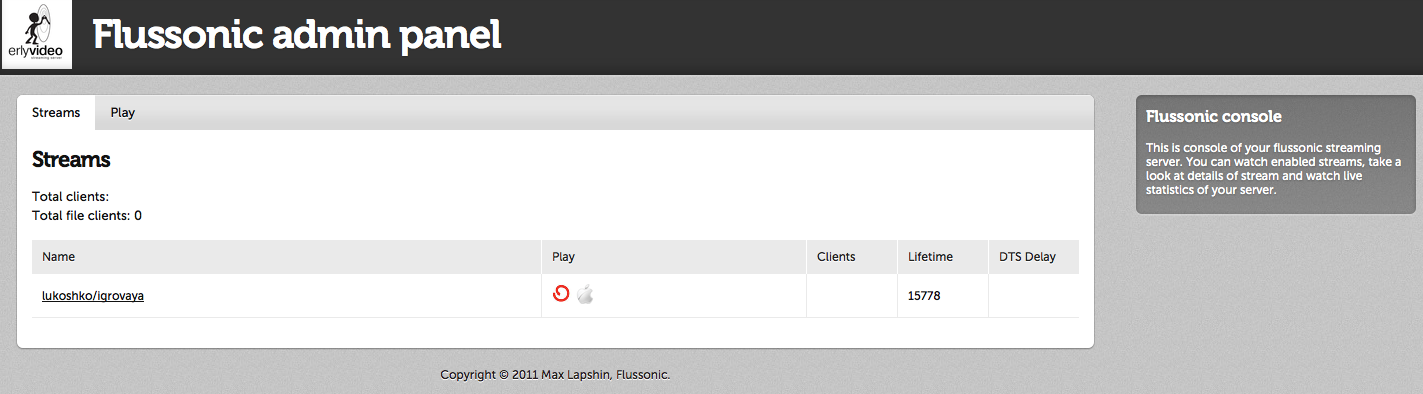 erlyvideo
streaming server
Flussonic admin panel
Streams
Play
Streams
Total clients:
Total file clients: 0
Name
Play
Clients
Lifetime
DTS Delay
lukoshko/igrovaya
15778
Flussonic console
This is console of your flussonic streaming
server. You can watch enabled streams, take a
look at details of stream and watch live
statistics of your server.
Copyright © 2011 Max Lapshin, Flussonic.